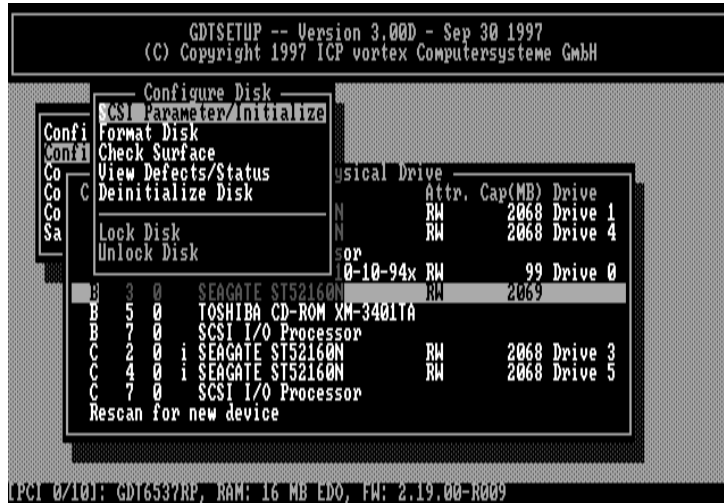 GDTSETUP -- Version 3.00D - Sep 30 1997
(C) Copyright 1997 ICP vortex Computersysteme GmbH
Configure Disk
SCSI Parameter/Initialize
Confi Format Disk
Confi Check Surface
Co View Defects/Status ysical Drive
Co C Deinitialize Disk Attr. Cap(MB) Drive
Co N RW 2068 Drive 1
Sa Lock Disk N RW 2068 Drive 4
Unlock Disk sor
0-10-94x RW 99 Drive 0
B 3 0 SEAGATE ST52160N RW 2069
B 5 0 TOSHIBA CD-ROM XM-3401TA
B 7 0 SCSI I/O Processor
C 2 0 i SEAGATE ST52160N RW 2068 Drive 3
C 4 0 i SEAGATE ST52160N RW 2068 Drive 5
C 7 0 SCSI I/O Processor
Rescan for new device
[PCI 0/10]: GDT6537RP, RAM: 16 MB EDO, FW: 2.19.00-R009